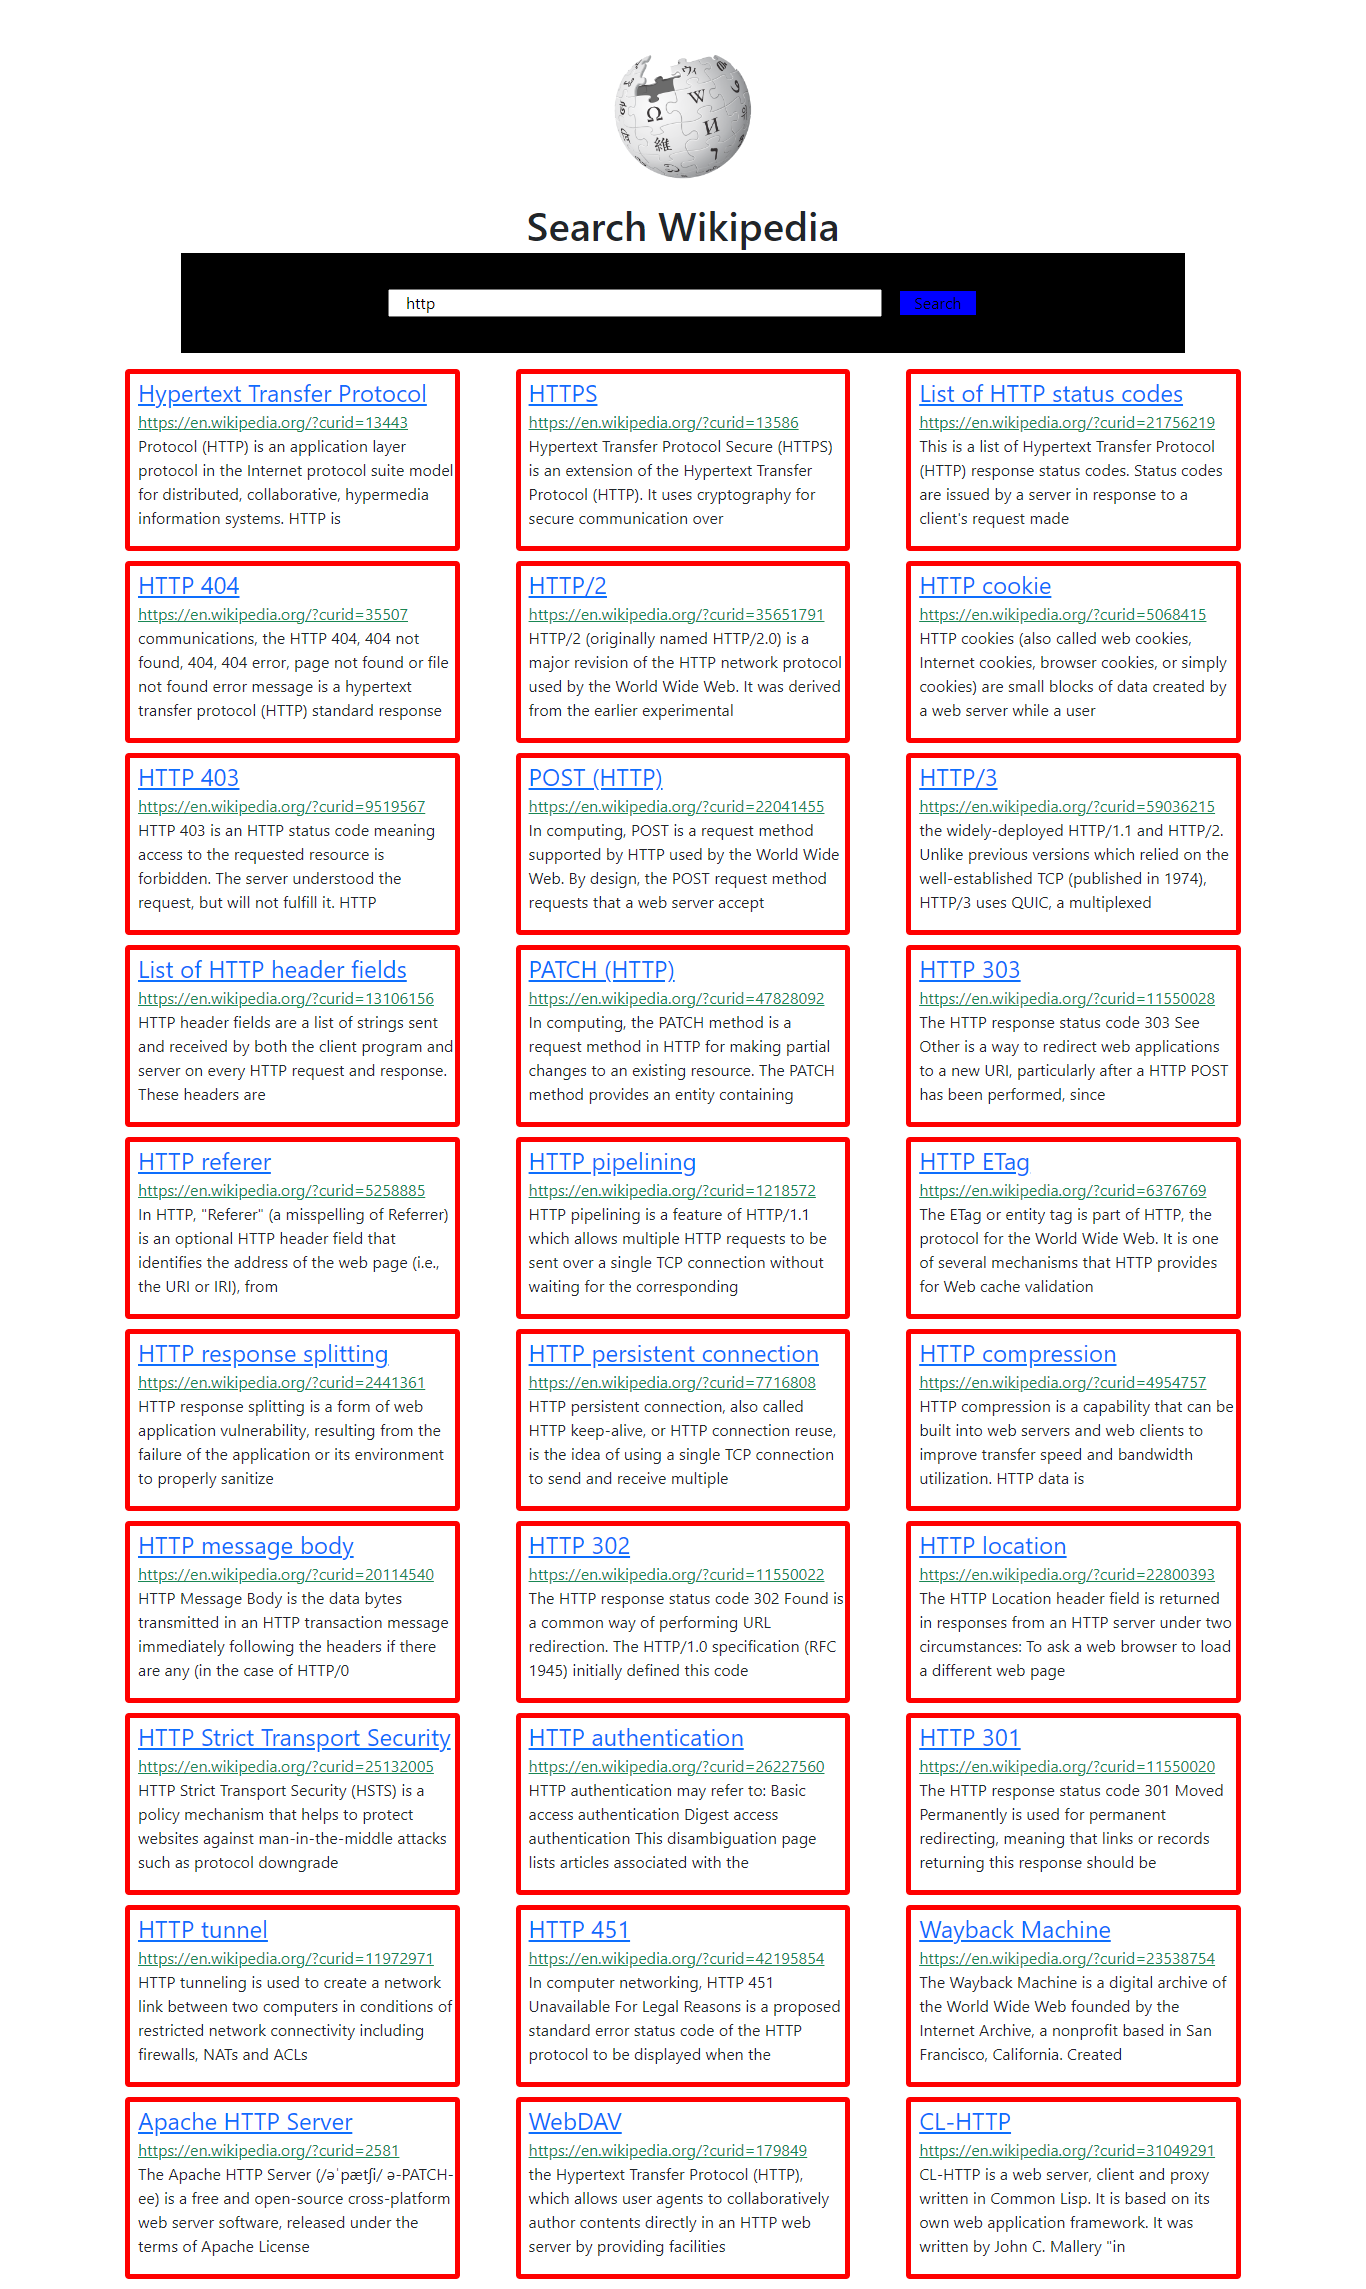 Ω W И 維 7
ウィ
Search Wikipedia
http
Search
Hypertext Transfer Protocol
https://en.wikipedia.org/?curid=13443
Protocol (HTTP) is an application layer
protocol in the Internet protocol suite model
for distributed, collaborative, hypermedia
information systems. HTTP is
HTTPS
https://en.wikipedia.org/?curid=13586
Hypertext Transfer Protocol Secure (HTTPS)
is an extension of the Hypertext Transfer
Protocol (HTTP). It uses cryptography for
secure communication over
List of HTTP status codes
https://en.wikipedia.org/?curid=21756219
This is a list of Hypertext Transfer Protocol
(HTTP) response status codes. Status codes
are issued by a server in response to a
client's request made
HTTP 404
https://en.wikipedia.org/?curid=35507
communications, the HTTP 404, 404 not
found, 404, 404 error, page not found or file
not found error message is a hypertext
transfer protocol (HTTP) standard response
HTTP/2
https://en.wikipedia.org/?curid=35651791
HTTP/2 (originally named HTTP/2.0) is a
major revision of the HTTP network protocol
used by the World Wide Web. It was derived
from the earlier experimental
HTTP cookie
https://en.wikipedia.org/?curid=5068415
HTTP cookies (also called web cookies,
Internet cookies, browser cookies, or simply
cookies) are small blocks of data created by
a web server while a user
HTTP 403
https://en.wikipedia.org/?curid=9519567
HTTP 403 is an HTTP status code meaning
access to the requested resource is
forbidden. The server understood the
request, but will not fulfill it. HTTP
POST (HTTP)
https://en.wikipedia.org/?curid=22041455
In computing, POST is a request method
supported by HTTP used by the World Wide
Web. By design, the POST request method
requests that a web server accept
HTTP/3
https://en.wikipedia.org/?curid=59036215
the widely-deployed HTTP/1.1 and HTTP/2.
Unlike previous versions which relied on the
well-established TCP (published in 1974),
HTTP/3 uses QUIC, a multiplexed
List of HTTP header fields
https://en.wikipedia.org/?curid=13106156
HTTP header fields are a list of strings sent
and received by both the client program and
server on every HTTP request and response.
These headers are
PATCH (HTTP)
https://en.wikipedia.org/?curid=47828092
In computing, the PATCH method is a
request method in HTTP for making partial
changes to an existing resource. The PATCH
method provides an entity containing
HTTP 303
https://en.wikipedia.org/?curid=11550028
The HTTP response status code 303 See
Other is a way to redirect web applications
to a new URI, particularly after a HTTP POST
has been performed, since
HTTP referer
https://en.wikipedia.org/?curid=5258885
In HTTP, "Referer" (a misspelling of Referrer)
is an optional HTTP header field that
identifies the address of the web page (i.e.,
the URI or IRI), from
HTTP pipelining
https://en.wikipedia.org/?curid=1218572
HTTP pipelining is a feature of HTTP/1.1
which allows multiple HTTP requests to be
sent over a single TCP connection without
waiting for the corresponding
HTTP ETag
https://en.wikipedia.org/?curid=6376769
The ETag or entity tag is part of HTTP, the
protocol for the World Wide Web. It is one
of several mechanisms that HTTP provides
for Web cache validation
HTTP response splitting
https://en.wikipedia.org/?curid=2441361
HTTP response splitting is a form of web
application vulnerability, resulting from the
failure of the application or its environment
to properly sanitize
HTTP persistent connection
https://en.wikipedia.org/?curid=7716808
HTTP persistent connection, also called
HTTP keep-alive, or HTTP connection reuse,
is the idea of using a single TCP connection
to send and receive multiple
HTTP compression
https://en.wikipedia.org/?curid=4954757
HTTP compression is a capability that can be
built into web servers and web clients to
improve transfer speed and bandwidth
utilization. HTTP data is
HTTP message body
https://en.wikipedia.org/?curid=20114540
HTTP Message Body is the data bytes
transmitted in an HTTP transaction message
immediately following the headers if there
are any (in the case of HTTP/0
HTTP 302
https://en.wikipedia.org/?curid=11550022
The HTTP response status code 302 Found is
a common way of performing URL
redirection. The HTTP/1.0 specification (RFC
1945) initially defined this code
HTTP location
https://en.wikipedia.org/?curid=22800393
The HTTP Location header field is returned
in responses from an HTTP server under two
circumstances: To ask a web browser to load
a different web page
HTTP Strict Transport Security
https://en.wikipedia.org/?curid=25132005
HTTP Strict Transport Security (HSTS) is a
policy mechanism that helps to protect
websites against man-in-the-middle attacks
such as protocol downgrade
HTTP authentication
https://en.wikipedia.org/?curid=26227560
HTTP authentication may refer to: Basic
access authentication Digest access
authentication This disambiguation page
lists articles associated with the
HTTP 301
https://en.wikipedia.org/?curid=11550020
The HTTP response status code 301 Moved
Permanently is used for permanent
redirecting, meaning that links or records
returning this response should be
HTTP tunnel
https://en.wikipedia.org/?curid=11972971
HTTP tunneling is used to create a network
link between two computers in conditions of
restricted network connectivity including
firewalls, NATs and ACLs
HTTP 451
https://en.wikipedia.org/?curid=42195854
In computer networking, HTTP 451
Unavailable For Legal Reasons is a proposed
standard error status code of the HTTP
protocol to be displayed when the
Wayback Machine
https://en.wikipedia.org/?curid=23538754
The Wayback Machine is a digital archive of
the World Wide Web founded by the
Internet Archive, a nonprofit based in San
Francisco, California. Created
Apache HTTP Server
https://en.wikipedia.org/?curid=2581
The Apache HTTP Server (/əˈpætʃi/ ə-PATCH-
ee) is a free and open-source cross-platform
web server software, released under the
terms of Apache License
WebDAV
https://en.wikipedia.org/?curid=179849
the Hypertext Transfer Protocol (HTTP),
which allows user agents to collaboratively
author contents directly in an HTTP web
server by providing facilities
CL-HTTP
https://en.wikipedia.org/?curid=31049291
CL-HTTP is a web server, client and proxy
written in Common Lisp. It is based on its
own web application framework. It was
written by John C. Mallery "in